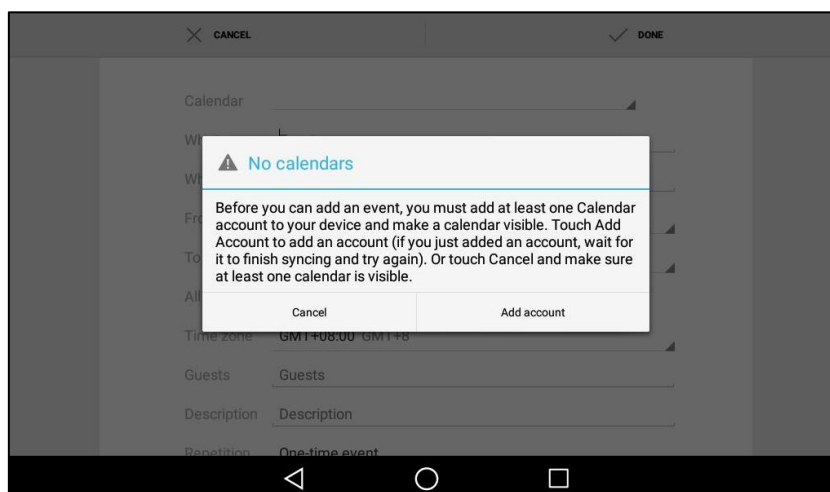 CANCEL
DONE
Calendar
No calendars
Before you can add an event, you must add at least one Calendar
account to your device and make a calendar visible. Touch Add
Account to add an account (if you just added an account, wait for
it to finish syncing and try again). Or touch Cancel and make sure
at least one calendar is visible.
Cancel
Add account
Time zone GMT+08:00 GMT+8
Guests Guests
Description Description
Repetition One-time event